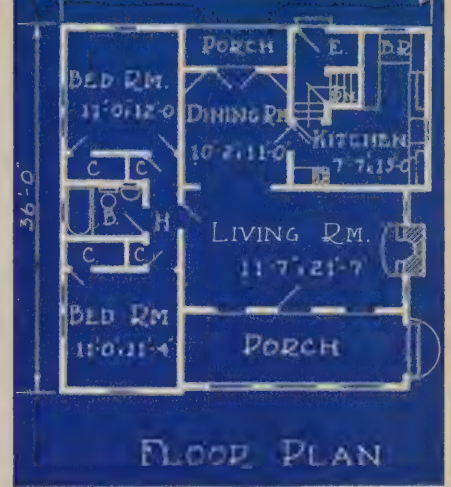 PORCH
E.
B.R.
BED RM.
11'-0"x12'-0
DN.
DINING RM.
KITCHEN
10'-2"x11'-0"
7'-7"x15'-0
C
C
36'-0"
B
H
LIVING RM.
C
C
11'-7"x21'-7"
BED RM
11'-0"x11'-4"
PORCH
FLOOR PLAN